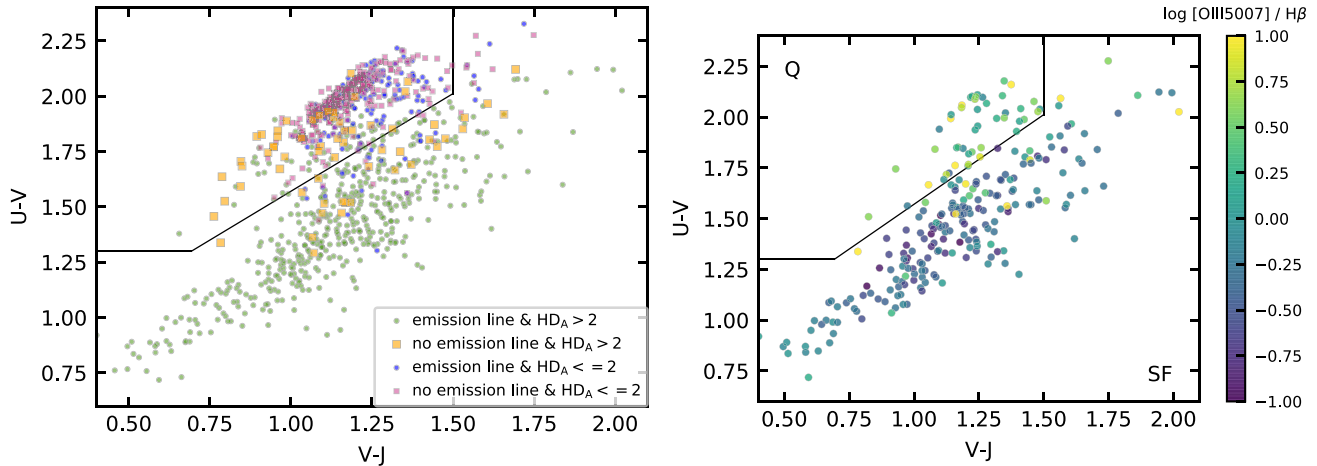 2.25
2.00
1.75
1.50
1.25
1.00
0.75
U-V
emission line & HD_A > 2
no emission line & HD_A > 2
emission line & HD_A < = 2
no emission line & HD_A < = 2
0.50 0.75 1.00 1.25 1.50 1.75 2.00
V-J
log [OIII5007] / Hβ
Q
SF
2.25
2.00
1.75
1.50
1.25
1.00
0.75
U-V
0.50 0.75 1.00 1.25 1.50 1.75 2.00
V-J
1.00
0.75
0.50
0.25
0.00
−0.25
−0.50
−0.75
−1.00